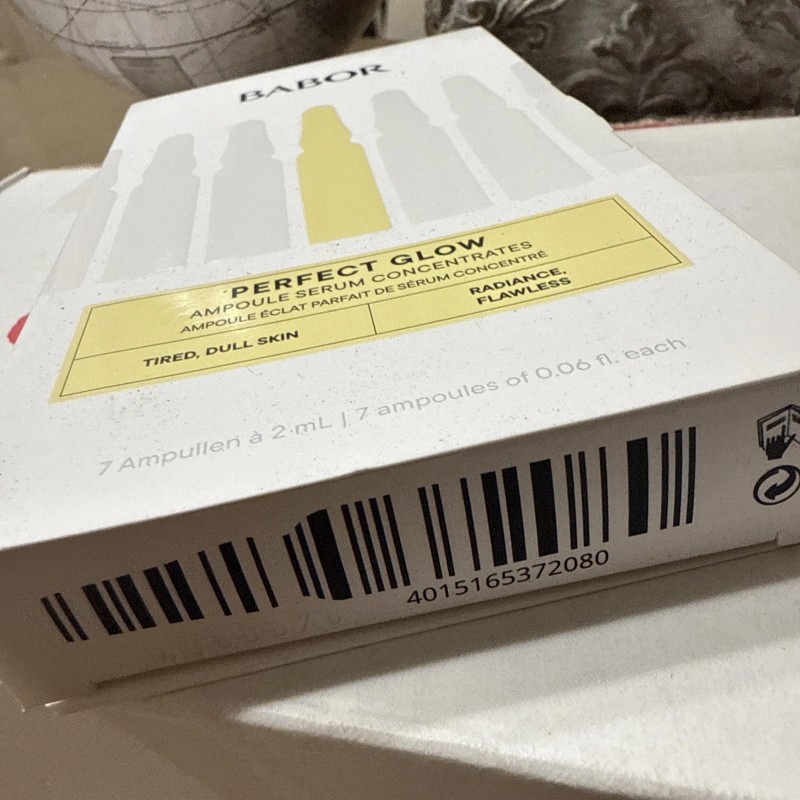 BABOR
PERFECT GLOW
AMPOULE SERUM CONCENTRATES
AMPOULE ÉCLAT PARFAIT DE SÉRUM CONCENTRÉ
TIRED, DULL SKIN
RADIANCE,
FLAWLESS
7 Ampullen à 2 mL | 7 ampoules of 0.06 fl. each
4015165372080